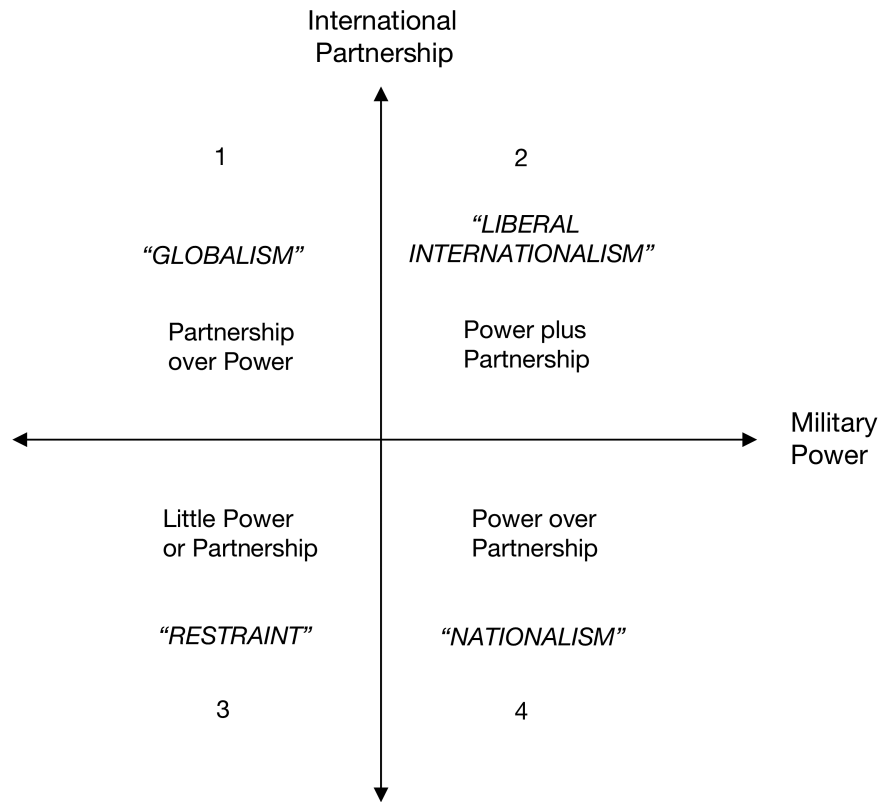 International
Partnership
1
2
“GLOBALISM”
“LIBERAL
INTERNATIONALISM”
Partnership
over Power
Power plus
Partnership
Military
Power
Little Power
or Partnership
Power over
Partnership
“RESTRAINT”
“NATIONALISM”
3
4